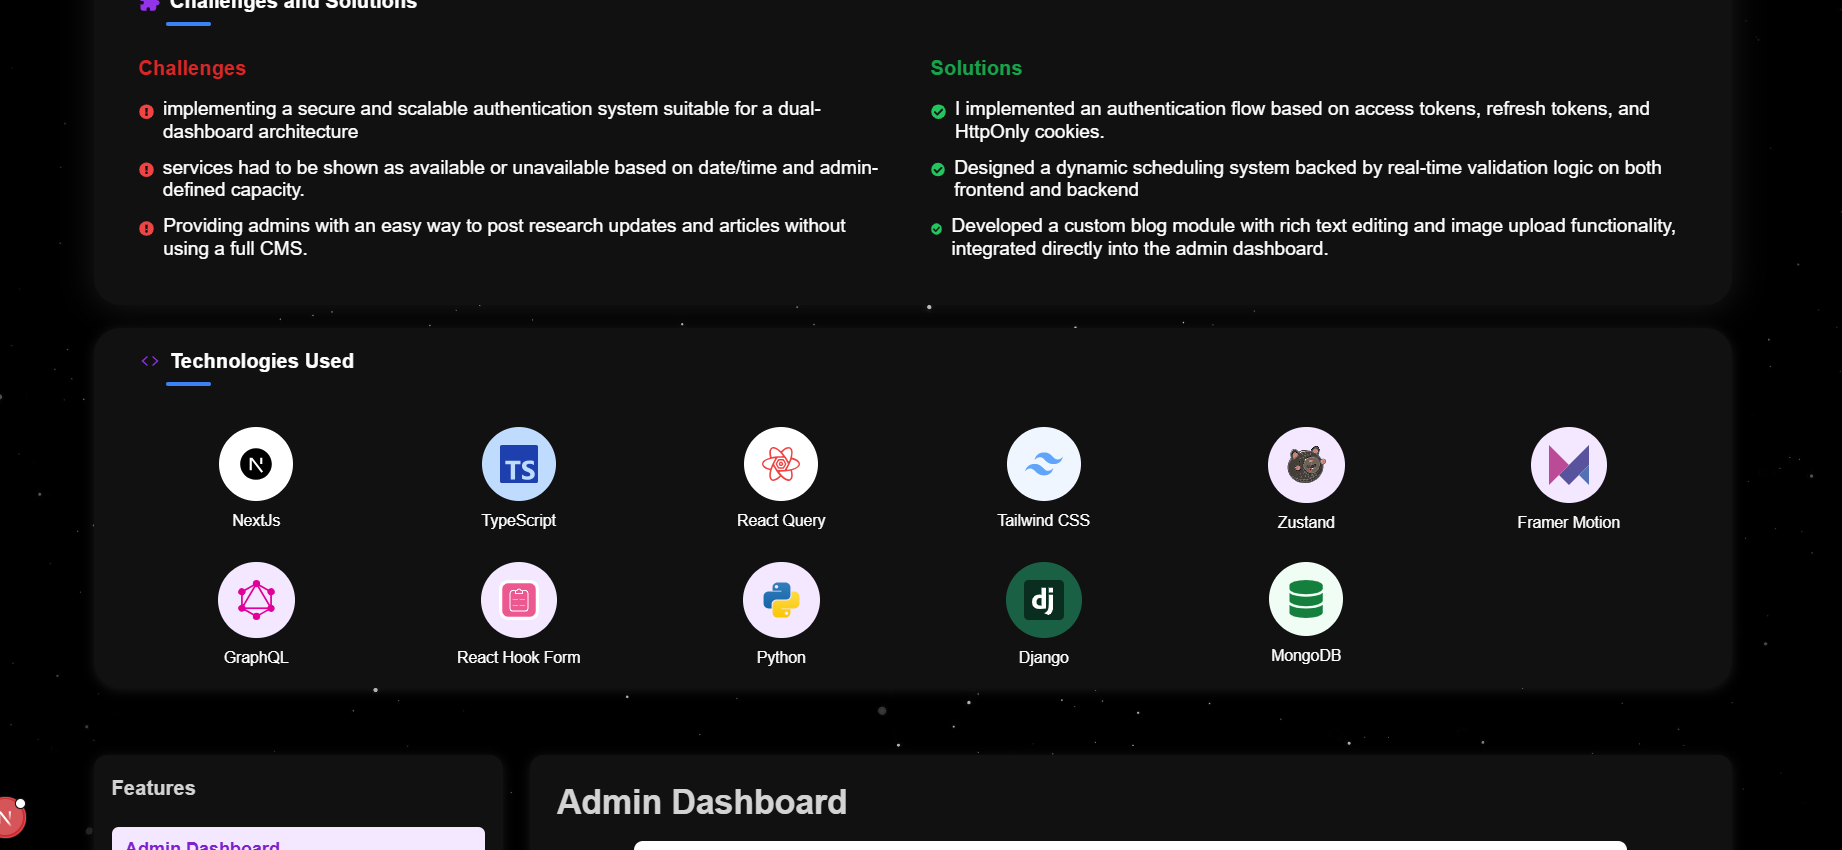 Challenges and Solutions
Challenges
implementing a secure and scalable authentication system suitable for a dual-
dashboard architecture
services had to be shown as available or unavailable based on date/time and admin-
defined capacity.
Providing admins with an easy way to post research updates and articles without
using a full CMS.
Solutions
I implemented an authentication flow based on access tokens, refresh tokens, and
HttpOnly cookies.
Designed a dynamic scheduling system backed by real-time validation logic on both
frontend and backend
Developed a custom blog module with rich text editing and image upload functionality,
integrated directly into the admin dashboard.
<> Technologies Used
N
TS
NextJs
TypeScript
React Query
Tailwind CSS
Zustand
Framer Motion
dj
GraphQL
React Hook Form
Python
Django
MongoDB
Features
Admin Dashboard
Admin Dashboard
N